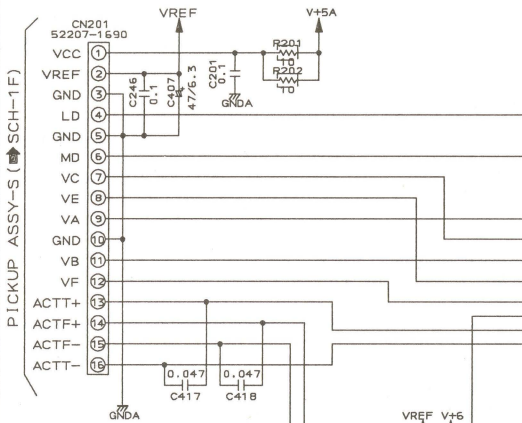 CN201
52207-1690
VREF
V+5A
VCC 1
R201
10
VREF 2
R202
10
C246
0.1
C407
47/6.3
C201
0.1
GNDA
GND 3
LD 4
GND 5
MD 6
VC 7
VE 8
VA 9
GND 10
VB 11
VF 12
ACTT+ 13
ACTF+ 14
ACTF- 15
ACTT- 16
PICKUP ASSY-S (➡SCH-1F)
0.047
C417
0.047
C418
GNDA
VREF V+6